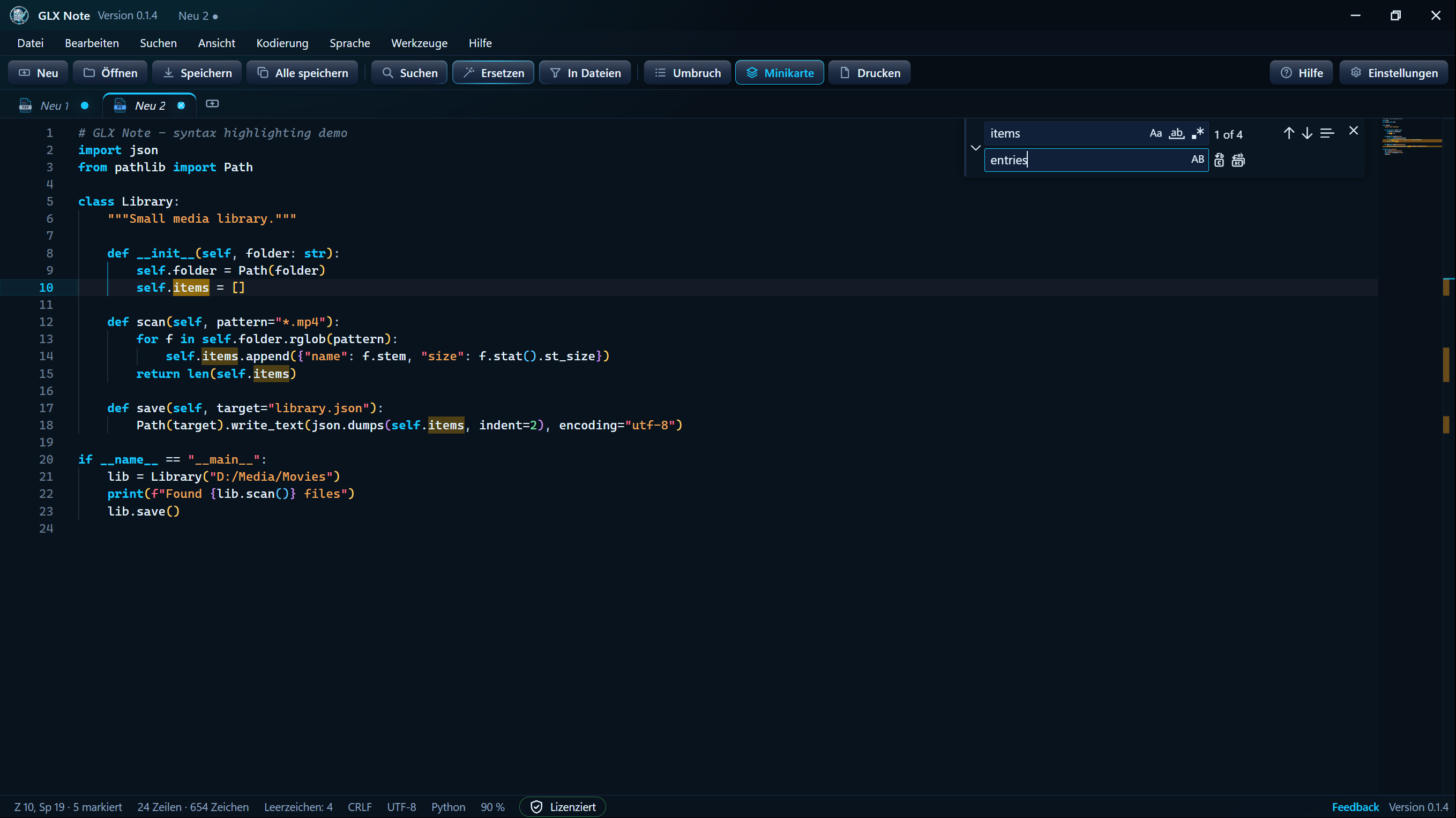 GLX Note Version 0.1.4 Neu 2
Datei Bearbeiten Suchen Ansicht Kodierung Sprache Werkzeuge Hilfe
Neu Öffnen Speichern Alle speichern Suchen Ersetzen In Dateien Umbruch Minikarte Drucken Hilfe Einstellungen
Neu 1 Neu 2
items Aa ab .* 1 of 4
entries AB
1 # GLX Note - syntax highlighting demo
2 import json
3 from pathlib import Path
4
5 class Library:
6 """Small media library."""
7
8 def __init__(self, folder: str):
9 self.folder = Path(folder)
10 self.items = []
11
12 def scan(self, pattern="*.mp4"):
13 for f in self.folder.rglob(pattern):
14 self.items.append({"name": f.stem, "size": f.stat().st_size})
15 return len(self.items)
16
17 def save(self, target="library.json"):
18 Path(target).write_text(json.dumps(self.items, indent=2), encoding="utf-8")
19
20 if __name__ == "__main__":
21 lib = Library("D:/Media/Movies")
22 print(f"Found {lib.scan()} files")
23 lib.save()
24
Z 10, Sp 19 · 5 markiert 24 Zeilen · 654 Zeichen Leerzeichen: 4 CRLF UTF-8 Python 90 % Lizenziert Feedback Version 0.1.4